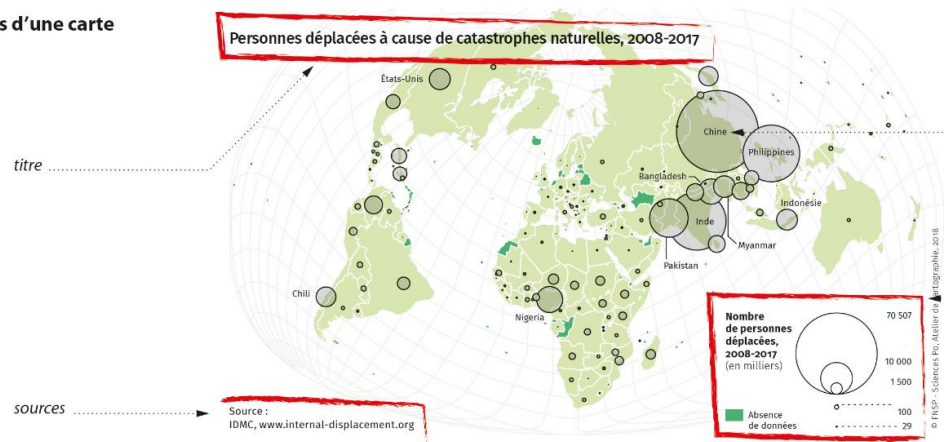 s d'une carte
Personnes déplacées à cause de catastrophes naturelles, 2008-2017
États-Unis
titre
Chine
Philippines
Bangladesh
Inde
Indonésie
Myanmar
Pakistan
Chili
Nigeria
Nombre
de personnes
déplacées,
2008-2017
(en milliers)
70 507
10 000
1 500
100
29
Absence
de données
sources
Source :
IDMC, www.internal-displacement.org
© FNSP - Sciences Po, Atelier de cartographie, 2018